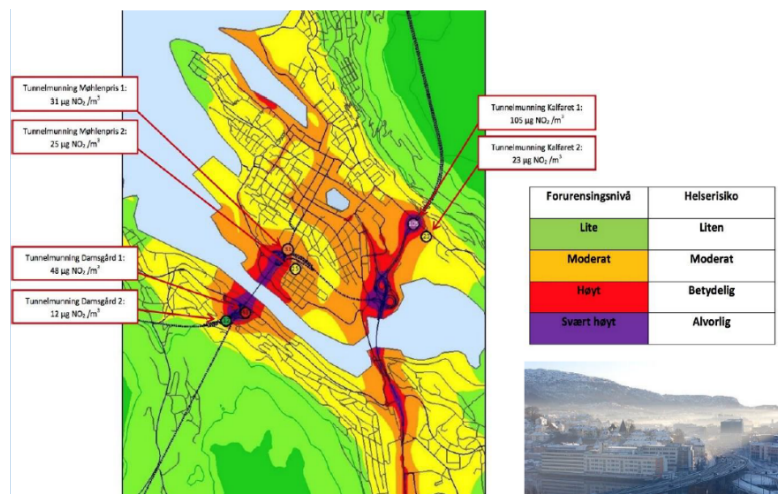 Tunnelmunning Møhlenpris 1:
31 µg NO₂ /m³
Tunnelmunning Møhlenpris 2:
25 µg NO₂ /m³
Tunnelmunning Damsgård 1:
48 µg NO₂ /m³
Tunnelmunning Damsgård 2:
12 µg NO₂ /m³
Tunnelmunning Kalfaret 1:
105 µg NO₂ /m³
Tunnelmunning Kalfaret 2:
23 µg NO₂ /m³
Forurensingsnivå Helserisiko
Lite Liten
Moderat Moderat
Høyt Betydelig
Svært høyt Alvorlig